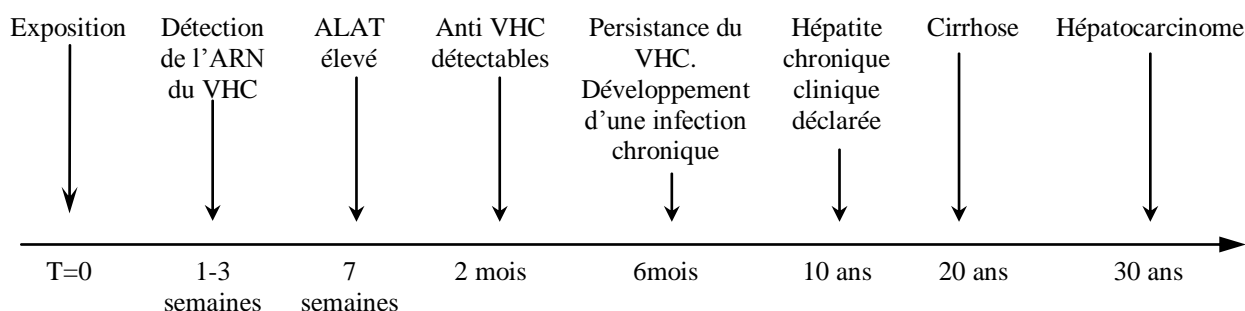 Exposition
Détection
de l’ARN
du VHC
ALAT
élevé
Anti VHC
détectables
Persistance du
VHC.
Développement
d’une infection
chronique
Hépatite
chronique
clinique
déclarée
Cirrhose
Hépatocarcinome
T=0
1-3
semaines
7
semaines
2 mois
6mois
10 ans
20 ans
30 ans